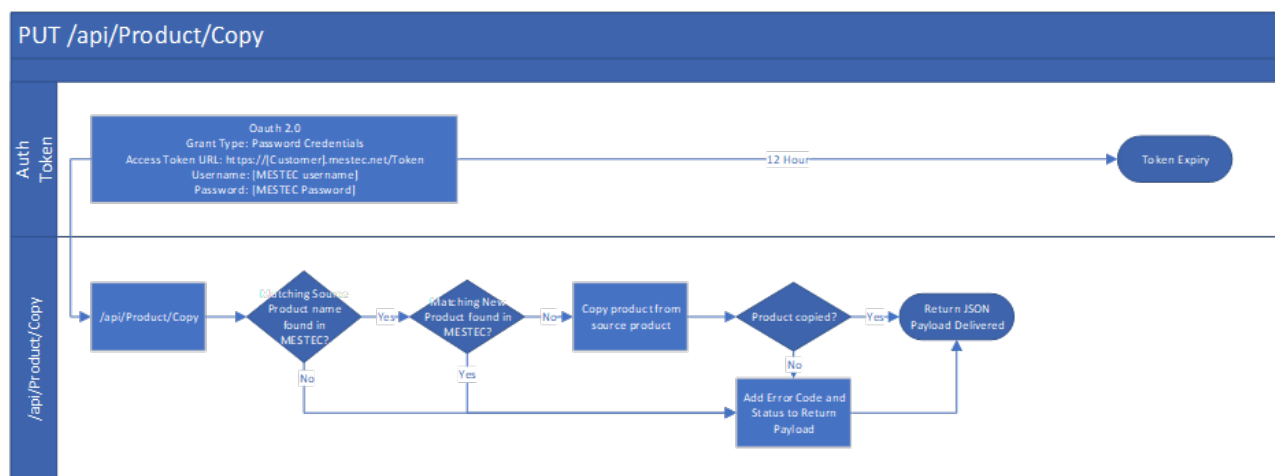 PUT /api/Product/Copy
Auth
Token
Oauth 2.0
Grant Type: Password Credentials
Access Token URL: https://[Customer].mestec.net/Token
Username: [MESTEC username]
Password: [MESTEC Password]
12 Hour
Token Expiry
/api/Product/Copy
/api/Product/Copy
Matching Source
Product name
found in
MESTEC?
Yes
No
Matching New
Product found in
MESTEC?
No
Yes
Copy product from
source product
Product copied?
Yes
No
Return JSON
Payload Delivered
Add Error Code and
Status to Return
Payload